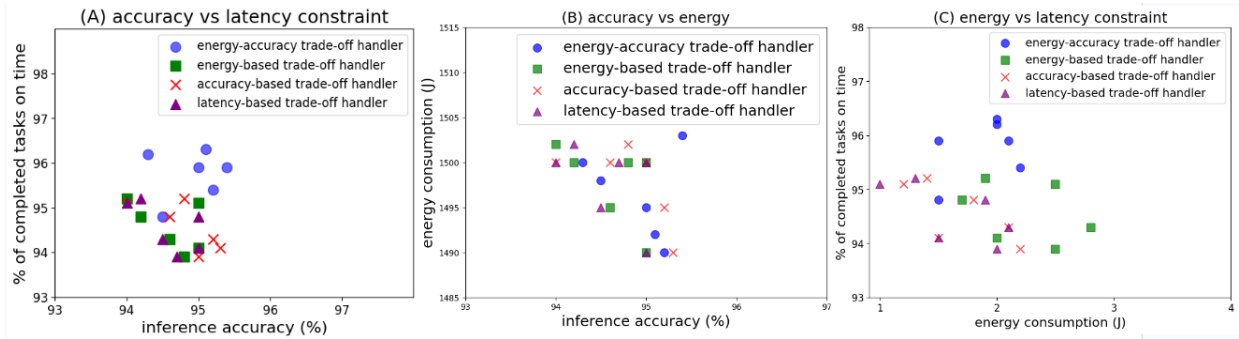 (A) accuracy vs latency constraint
% of completed tasks on time
98
97
96
95
94
93
energy-accuracy trade-off handler
energy-based trade-off handler
accuracy-based trade-off handler
latency-based trade-off handler
93 94 95 96 97
inference accuracy (%)
(B) accuracy vs energy
energy consumption (J)
1515
1510
1505
1500
1495
1490
1485
energy-accuracy trade-off handler
energy-based trade-off handler
accuracy-based trade-off handler
latency-based trade-off handler
93 94 95 96 97
inference accuracy (%)
(C) energy vs latency constraint
% of completed tasks on time
98
97
96
95
94
93
energy-accuracy trade-off handler
energy-based trade-off handler
accuracy-based trade-off handler
latency-based trade-off handler
1 2 3 4
energy consumption (J)